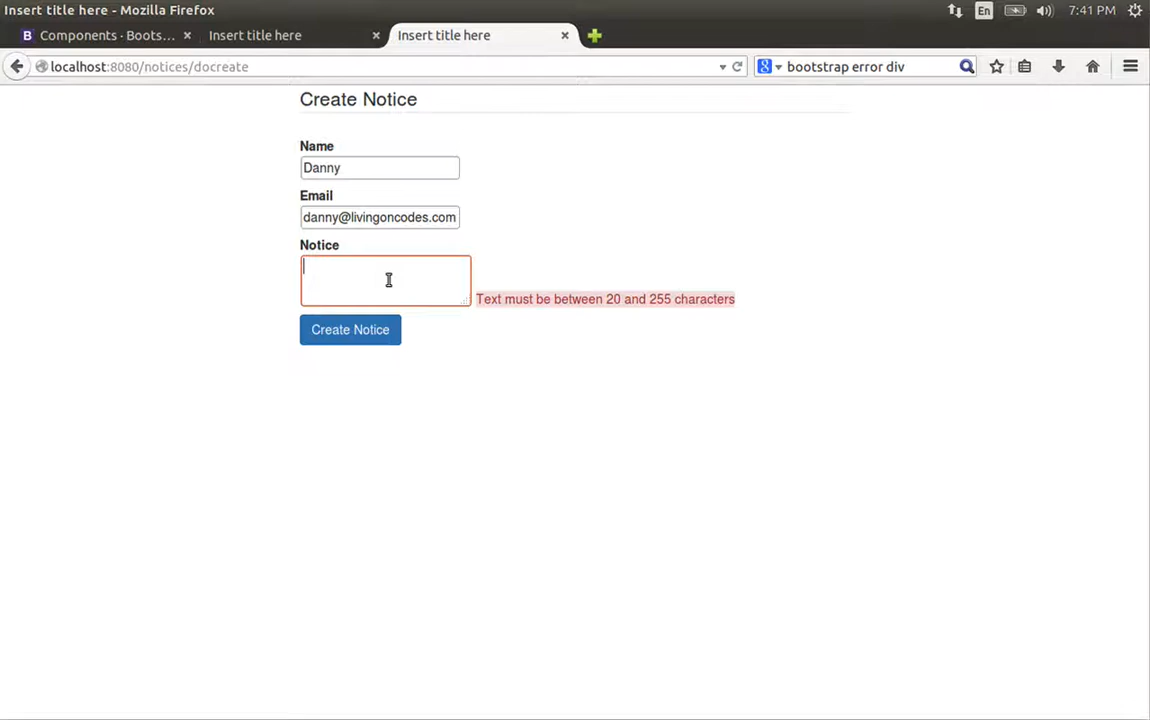 Insert title here - Mozilla Firefox
En
7:41 PM
B Components · Boots...
Insert title here
Insert title here
localhost:8080/notices/docreate
bootstrap error div
Create Notice
Name
Danny
Email
danny@livingoncodes.com
Notice
Text must be between 20 and 255 characters
Create Notice